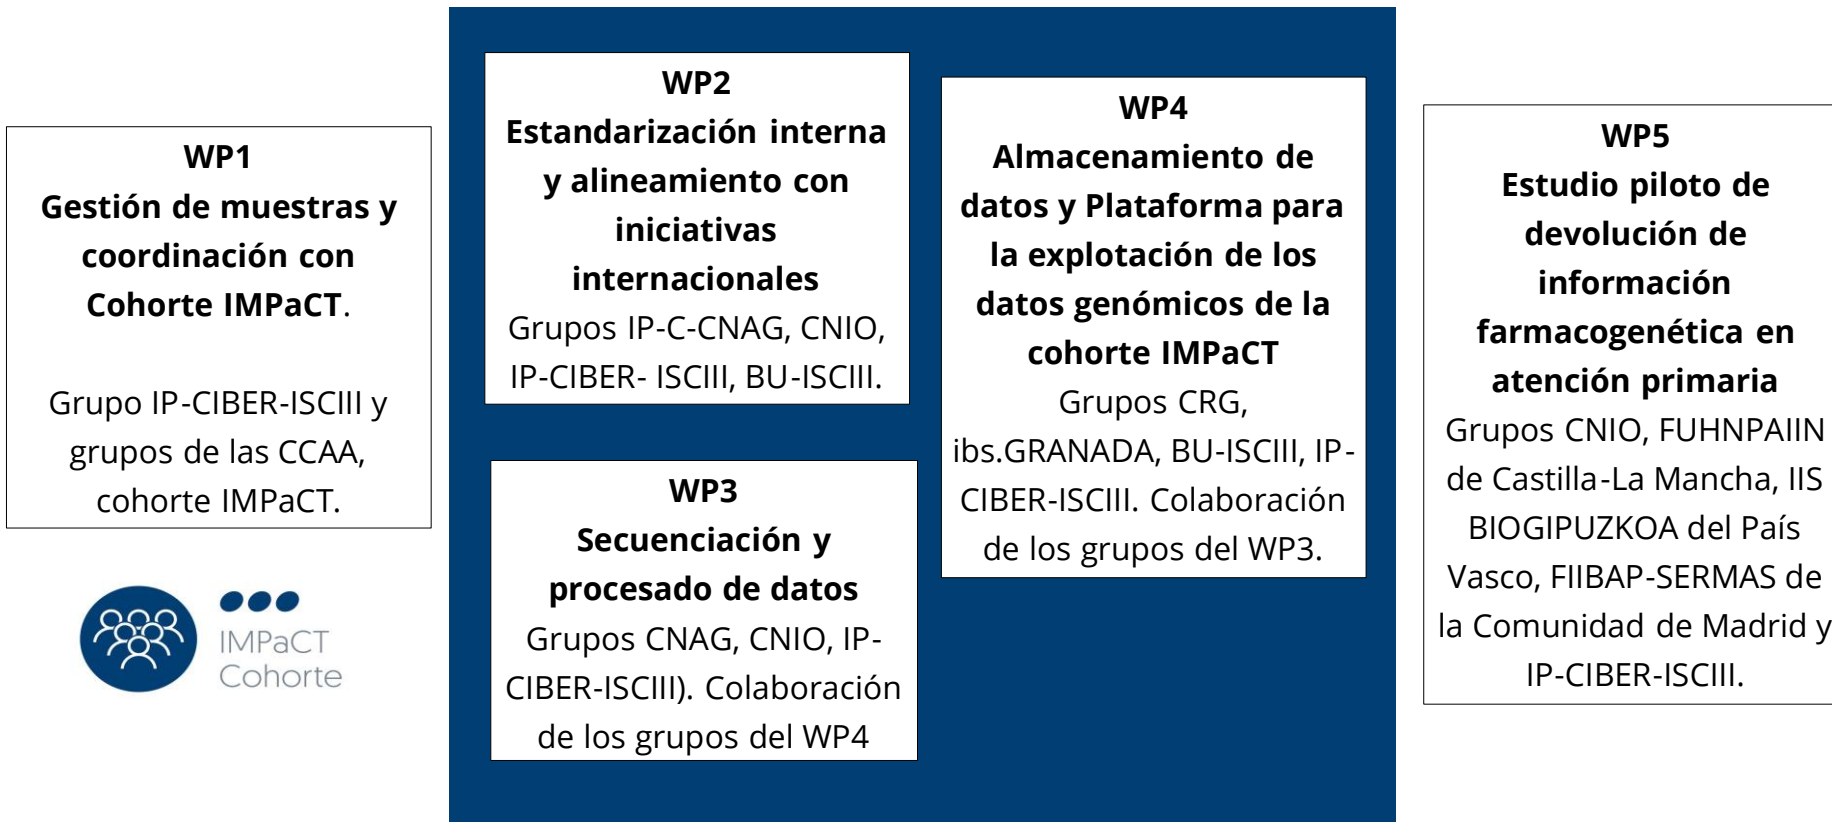 WP1
Gestión de muestras y
coordinación con
Cohorte IMPaCT.
Grupo IP-CIBER-ISCIII y
grupos de las CCAA,
cohorte IMPaCT.
IMPaCT
Cohorte
WP2
Estandarización interna
y alineamiento con
iniciativas
internacionales
Grupos IP-C-CNAG, CNIO,
IP-CIBER- ISCIII, BU-ISCIII.
WP3
Secuenciación y
procesado de datos
Grupos CNAG, CNIO, IP-
CIBER-ISCIII). Colaboración
de los grupos del WP4
WP4
Almacenamiento de
datos y Plataforma para
la explotación de los
datos genómicos de la
cohorte IMPaCT
Grupos CRG,
ibs.GRANADA, BU-ISCIII, IP-
CIBER-ISCIII. Colaboración
de los grupos del WP3.
WP5
Estudio piloto de
devolución de
información
farmacogenética en
atención primaria
Grupos CNIO, FUHNPAIIN
de Castilla-La Mancha, IIS
BIOGIPUZKOA del País
Vasco, FIIBAP-SERMAS de
la Comunidad de Madrid y
IP-CIBER-ISCIII.